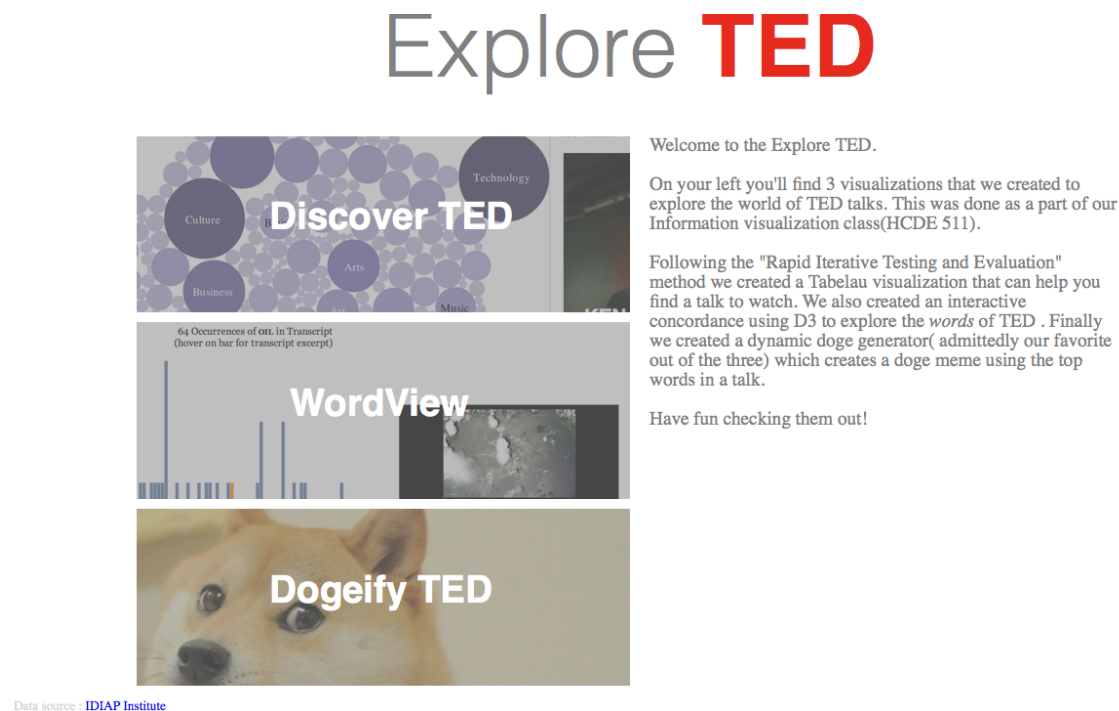 Explore TED
Technology
Culture
Discover TED
Arts
Business
Music
64 Occurrences of OIL in Transcript
(hover on bar for transcript excerpt)
WordView
Dogeify TED
Welcome to the Explore TED.
On your left you'll find 3 visualizations that we created to
explore the world of TED talks. This was done as a part of our
Information visualization class(HCDE 511).
Following the "Rapid Iterative Testing and Evaluation"
method we created a Tabelau visualization that can help you
find a talk to watch. We also created an interactive
concordance using D3 to explore the words of TED . Finally
we created a dynamic doge generator( admittedly our favorite
out of the three) which creates a doge meme using the top
words in a talk.
Have fun checking them out!
Data source : IDIAP Institute